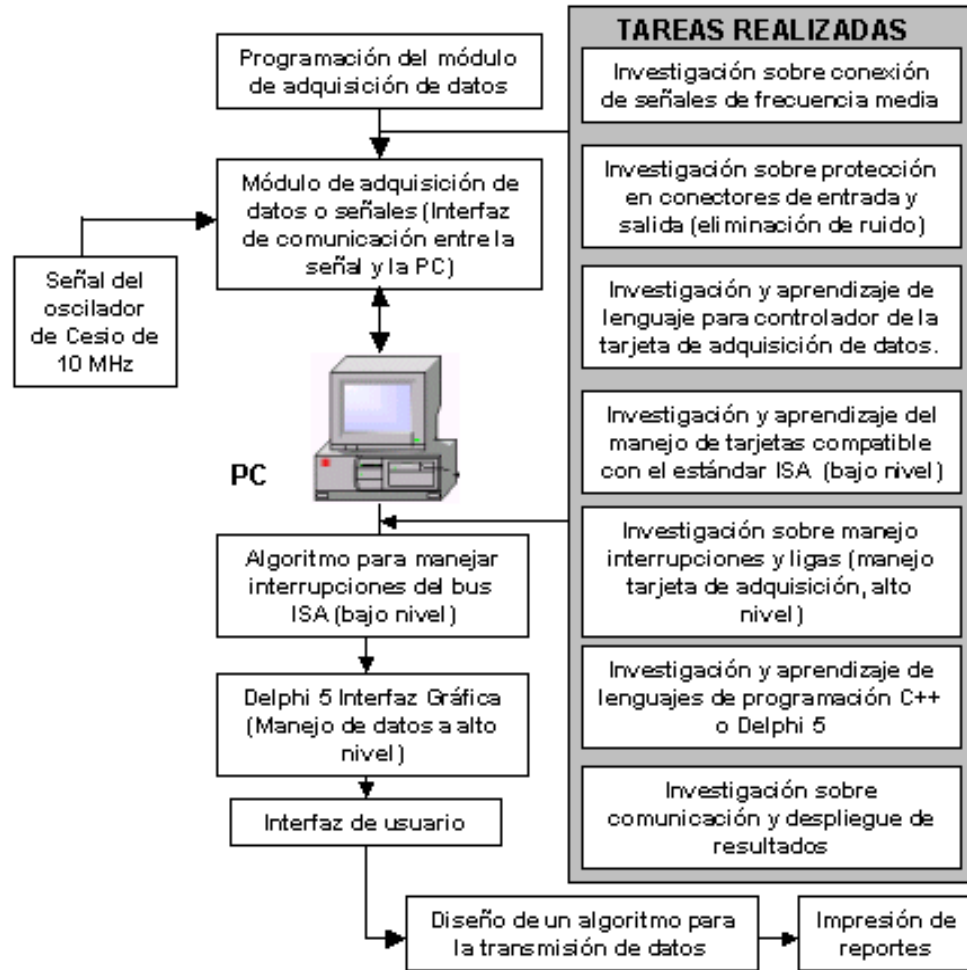 Programación del módulo
de adquisición de datos
Módulo de adquisición de
datos o señales (Interfaz
de comunicación entre la
señal y la PC)
Señal del
oscilador
de Cesio de
10 MHz
PC
Algoritmo para manejar
interrupciones del bus
ISA (bajo nivel)
Delphi 5 Interfaz Gráfica
(Manejo de datos a alto
nivel)
Interfaz de usuario
Diseño de un algoritmo para
la transmisión de datos
Impresión de
reportes
TAREAS REALIZADAS
Investigación sobre conexión
de señales de frecuencia media
Investigación sobre protección
en conectores de entrada y
salida (eliminación de ruido)
Investigación y aprendizaje de
lenguaje para controlador de la
tarjeta de adquisición de datos.
Investigación y aprendizaje del
manejo de tarjetas compatible
con el estándar ISA (bajo nivel)
Investigación sobre manejo
interrupciones y ligas (manejo
tarjeta de adquisición, alto
nivel)
Investigación y aprendizaje de
lenguajes de programación C++
o Delphi 5
Investigación sobre
comunicación y despliegue de
resultados